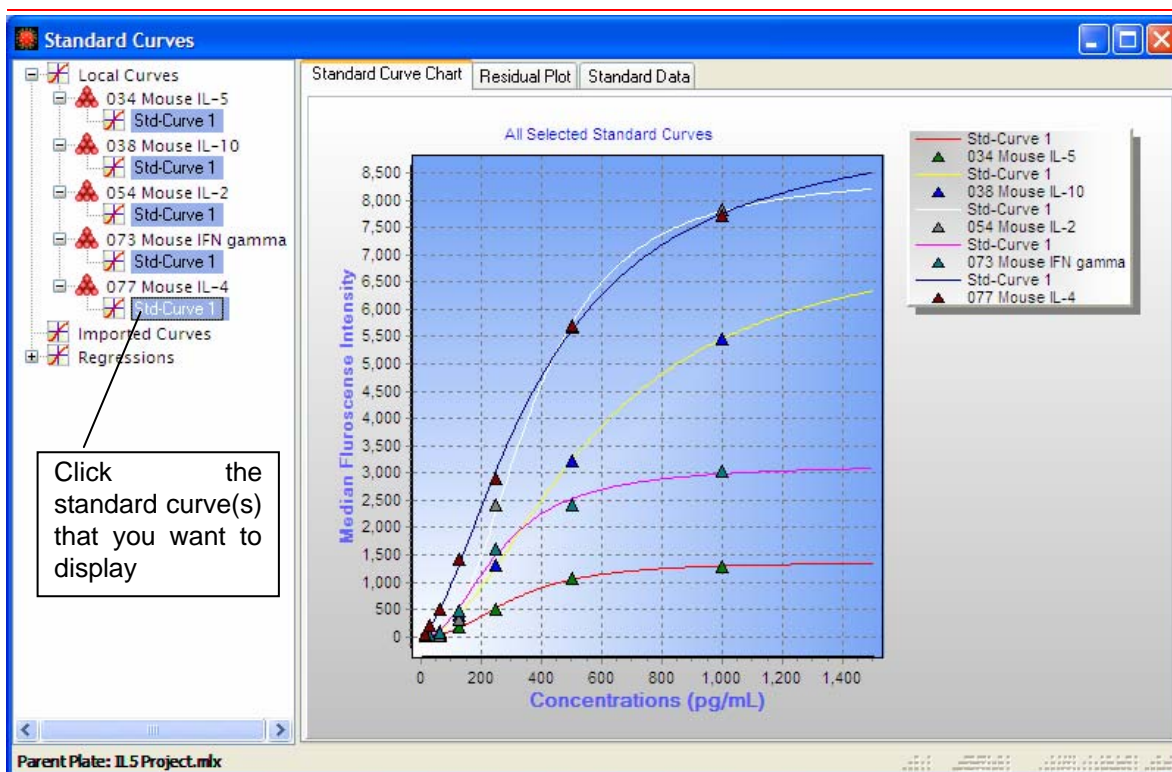 Standard Curves
Local Curves
034 Mouse IL-5
Std-Curve 1
038 Mouse IL-10
Std-Curve 1
054 Mouse IL-2
Std-Curve 1
073 Mouse IFN gamma
Std-Curve 1
077 Mouse IL-4
Std-Curve 1
Imported Curves
Regressions
Click the
standard curve(s)
that you want to
display
Standard Curve Chart
Residual Plot
Standard Data
All Selected Standard Curves
Median Fluroscense Intensity
8,500
8,000
7,500
7,000
6,500
6,000
5,500
5,000
4,500
4,000
3,500
3,000
2,500
2,000
1,500
1,000
500
0
0 200 400 600 800 1,000 1,200 1,400
Concentrations (pg/mL)
Std-Curve 1
034 Mouse IL-5
Std-Curve 1
038 Mouse IL-10
Std-Curve 1
054 Mouse IL-2
Std-Curve 1
073 Mouse IFN gamma
Std-Curve 1
077 Mouse IL-4
Parent Plate: IL5 Project.mlx